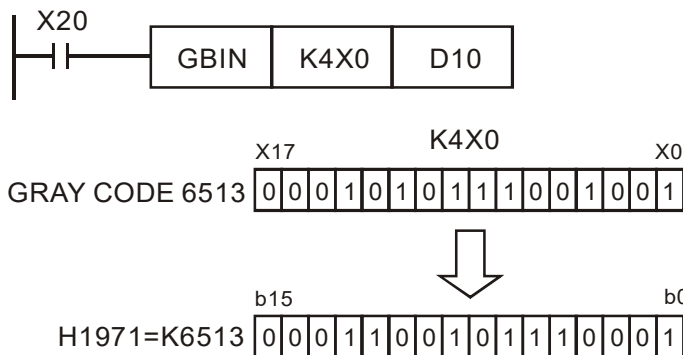 X20
GBIN K4X0 D10
K4X0
X17 X0
GRAY CODE 6513 0 0 0 1 0 1 0 1 1 1 0 0 1 0 0 1
b15 b0
H1971=K6513 0 0 0 1 1 0 0 1 0 1 1 1 0 0 0 1